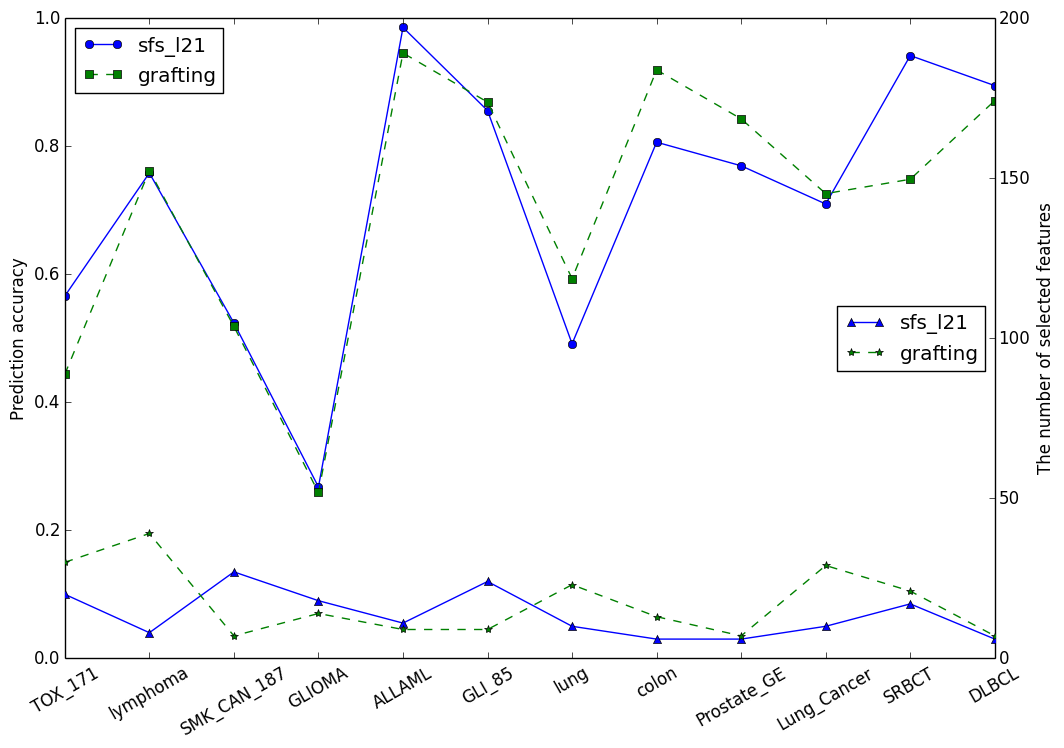 sfs_l21
grafting
sfs_l21
grafting
Prediction accuracy
1.0
0.8
0.6
0.4
0.2
0.0
The number of selected features
200
150
100
50
0
TOX_171
lymphoma
SMK_CAN_187
GLIOMA
ALLAML
GLI_85
lung
colon
Prostate_GE
Lung_Cancer
SRBCT
DLBCL